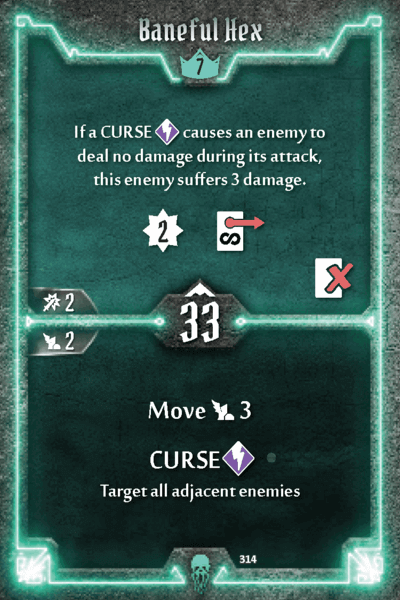 Baneful Hex
7
If a CURSE causes an enemy to
deal no damage during its attack,
this enemy suffers 3 damage.
2
2
33
2
Move 3
CURSE
Target all adjacent enemies
314